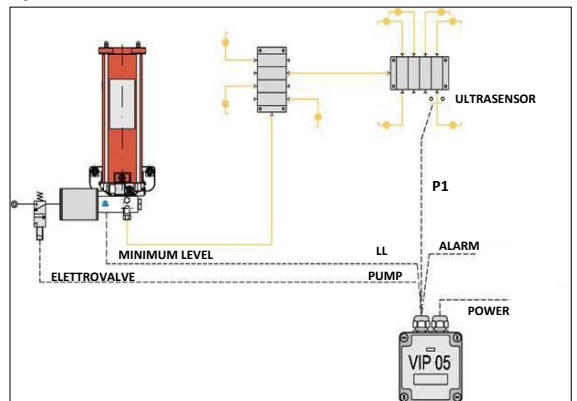 ULTRASENSOR
P1
MINIMUM LEVEL
LL
ALARM
ELETTROVALVE
PUMP
POWER
VIP 05